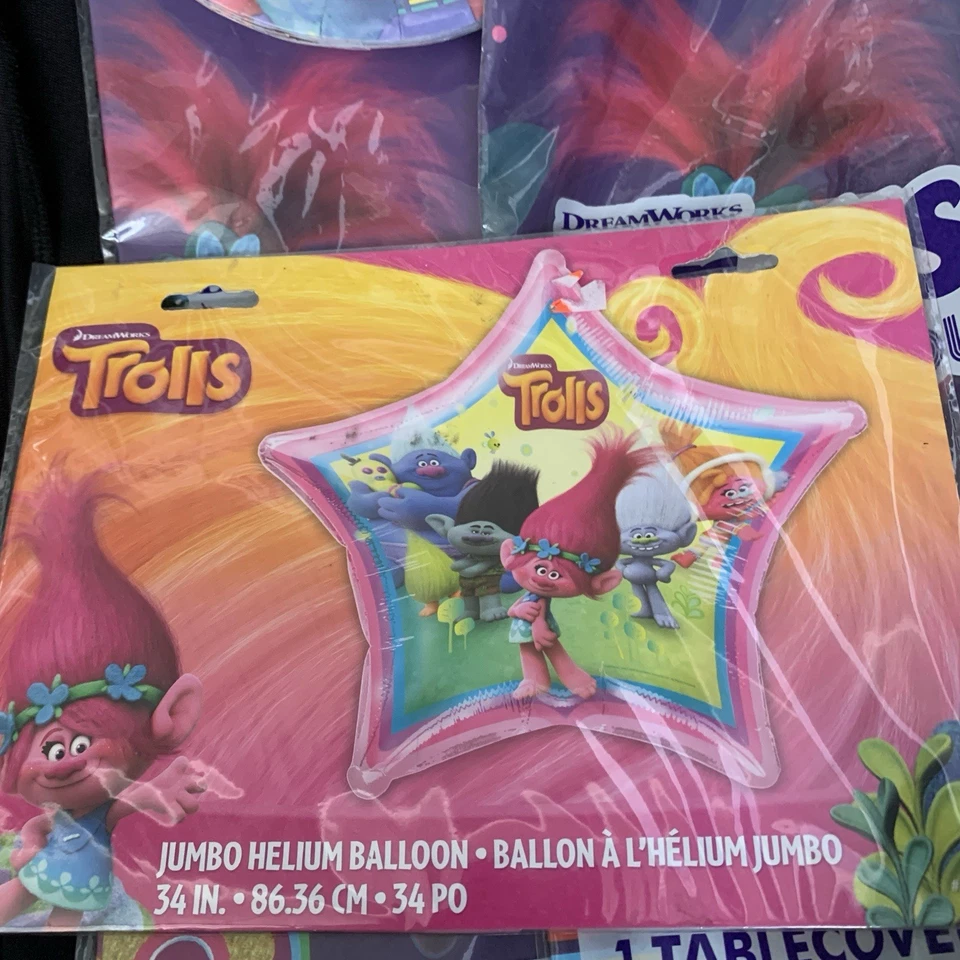 DREAMWORKS
DREAMWORKS
Trolls
DREAMWORKS
Trolls
JUMBO HELIUM BALLOON • BALLON À L'HÉLIUM JUMBO
34 IN. • 86.36 CM • 34 PO
1 TABLECOVE